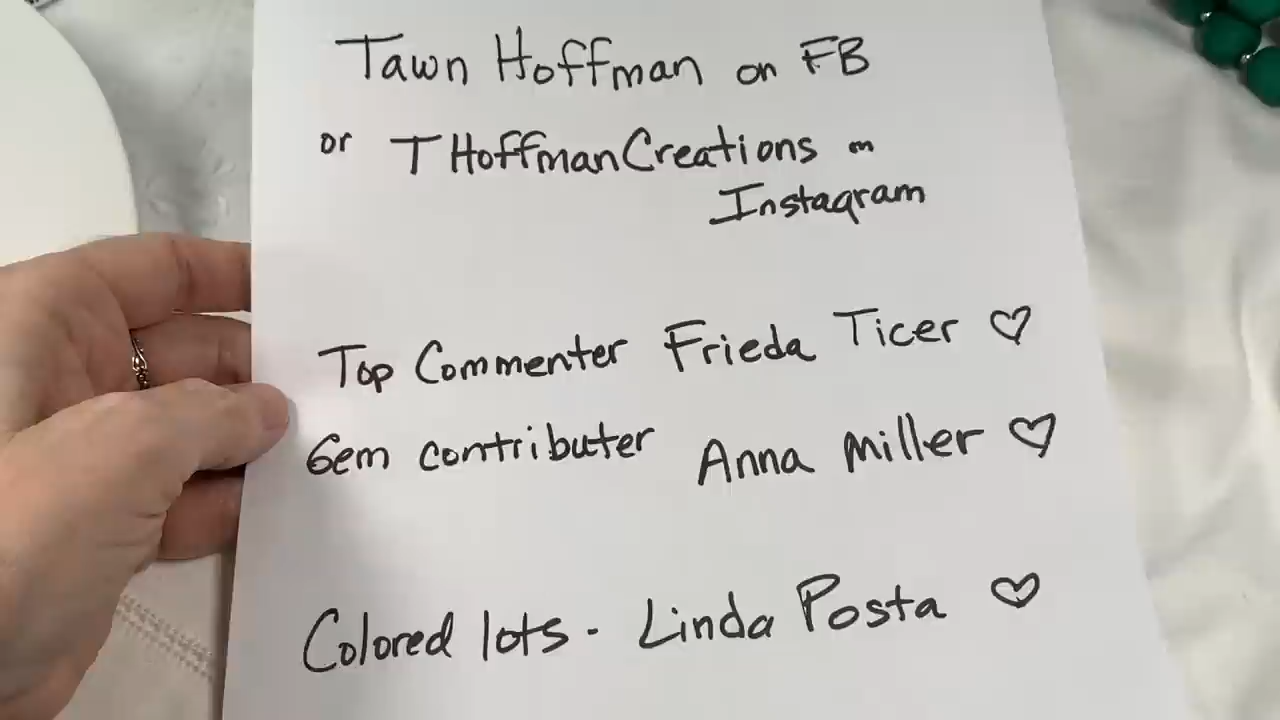 Tawn Hoffman on FB
or THoffmanCreations on
Instagram
Top Commenter Frieda Ticer ♡
Gem contributer Anna Miller ♡
Colored lots - Linda Posta ♡